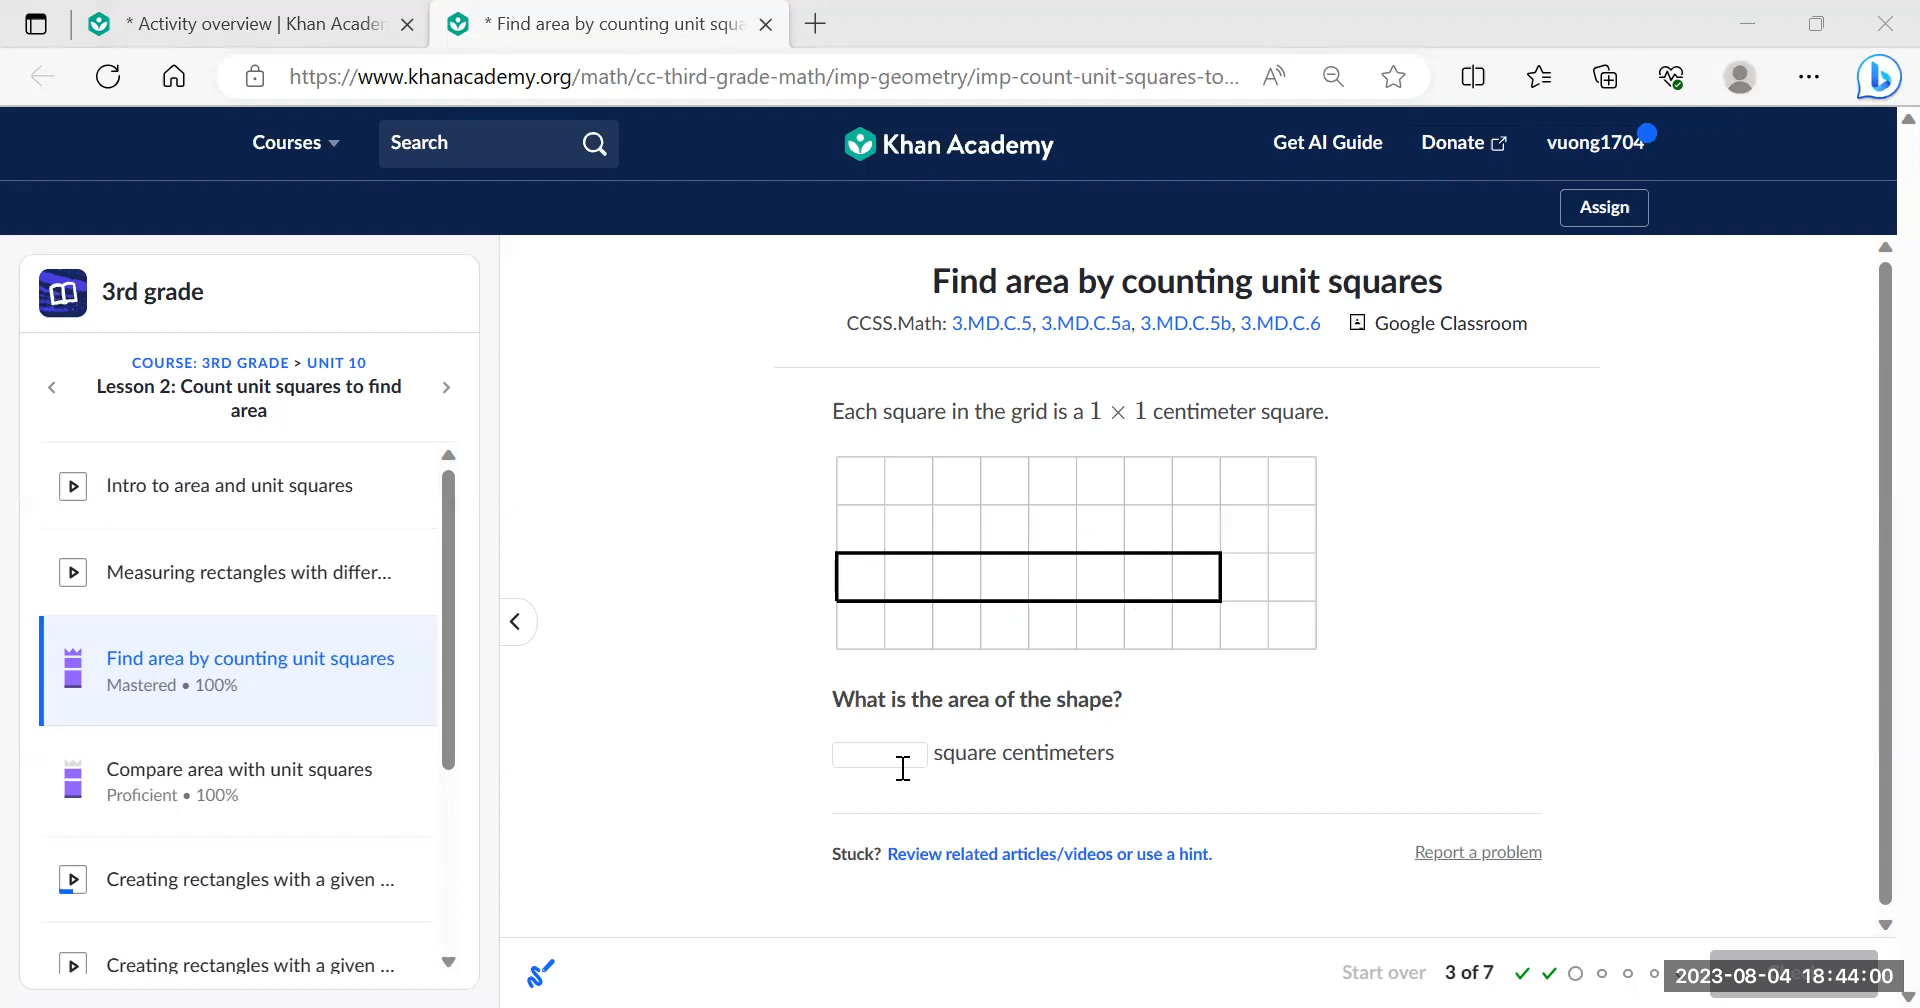 * Activity overview | Khan Acade
* Find area by counting unit squa
https://www.khanacademy.org/math/cc-third-grade-math/imp-geometry/imp-count-unit-squares-to...
Courses
Search
Khan Academy
Get AI Guide
Donate
vuong1704
Assign
3rd grade
COURSE: 3RD GRADE > UNIT 10
Lesson 2: Count unit squares to find
area
Intro to area and unit squares
Measuring rectangles with differ...
Find area by counting unit squares
Mastered • 100%
Compare area with unit squares
Proficient • 100%
Creating rectangles with a given ...
Creating rectangles with a given ...
Find area by counting unit squares
CCSS.Math: 3.MD.C.5, 3.MD.C.5a, 3.MD.C.5b, 3.MD.C.6 Google Classroom
Each square in the grid is a 1 × 1 centimeter square.
What is the area of the shape?
square centimeters
Stuck? Review related articles/videos or use a hint.
Report a problem
Start over 3 of 7
2023-08-04 18:44:00